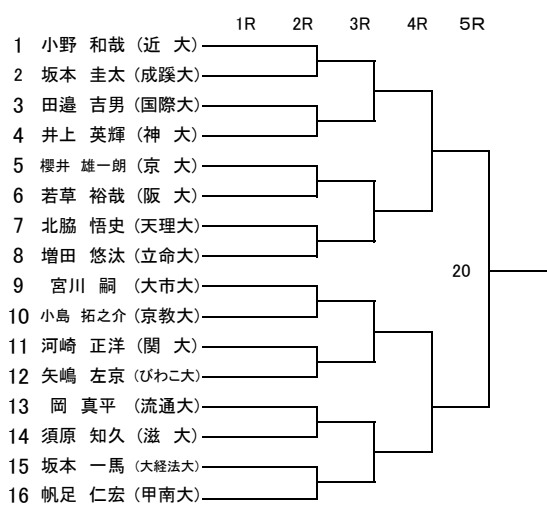 1R 2R 3R 4R 5R
1 小野 和哉 (近 大)
2 坂本 圭太 (成蹊大)
3 田邉 吉男 (国際大)
4 井上 英輝 (神 大)
5 櫻井 雄一朗 (京 大)
6 若草 裕哉 (阪 大)
7 北脇 悟史 (天理大)
8 増田 悠汰 (立命大)
9 宮川 嗣 (大市大)
20
10 小島 拓之介 (京教大)
11 河崎 正洋 (関 大)
12 矢嶋 左京 (びわこ大)
13 岡 真平 (流通大)
14 須原 知久 (滋 大)
15 坂本 一馬 (大経法大)
16 帆足 仁宏 (甲南大)